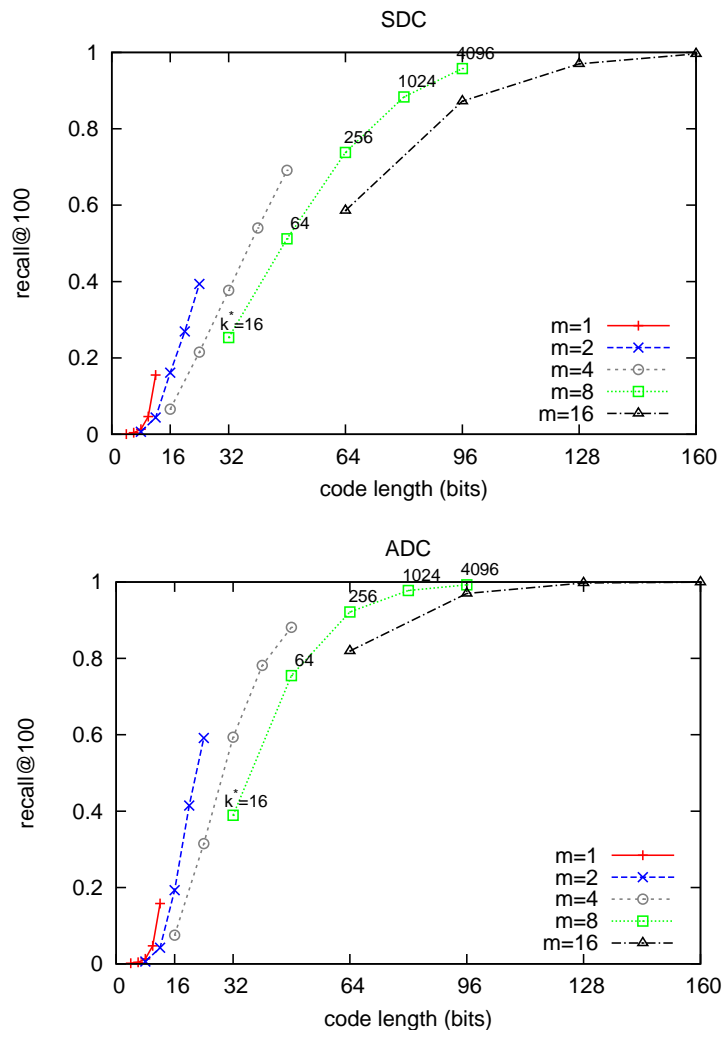 SDC
1
0.8
0.6
0.4
0.2
0
0 16 32 64 96 128 160
recall@100
code length (bits)
k*=16
64
256
1024
4096
m=1
m=2
m=4
m=8
m=16
ADC
1
0.8
0.6
0.4
0.2
0
0 16 32 64 96 128 160
recall@100
code length (bits)
k*=16
64
256
1024
4096
m=1
m=2
m=4
m=8
m=16